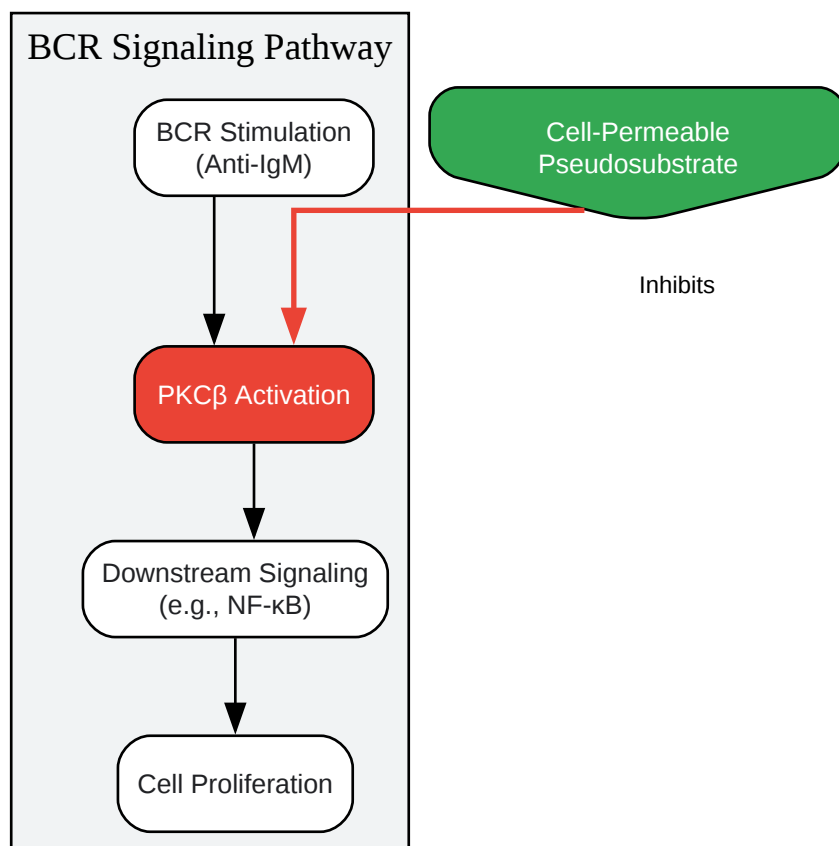 BCR Signaling Pathway
BCR Stimulation
(Anti-IgM)
Cell-Permeable
Pseudosubstrate
Inhibits
PKCβ Activation
Downstream Signaling
(e.g., NF-κB)
Cell Proliferation